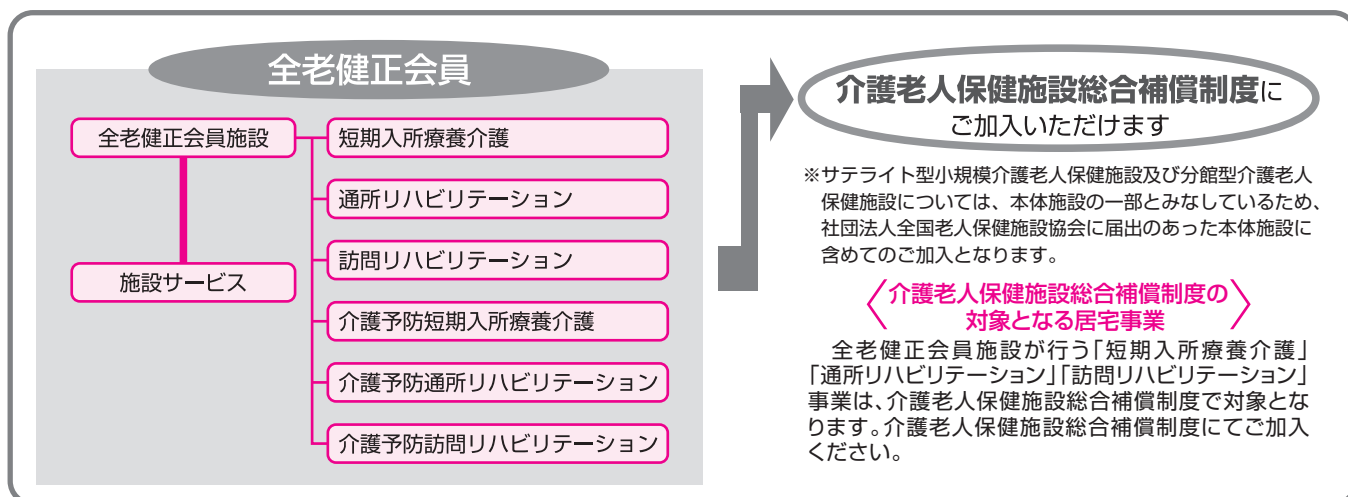 全老健正会員
全老健正会員施設
施設サービス
短期入所療養介護
通所リハビリテーション
訪問リハビリテーション
介護予防短期入所療養介護
介護予防通所リハビリテーション
介護予防訪問リハビリテーション
介護老人保健施設総合補償制度に
ご加入いただけます
※サテライト型小規模介護老人保健施設及び分館型介護老人
保健施設については、本体施設の一部とみなしているため、
社団法人全国老人保健施設協会に届出のあった本体施設に
含めてのご加入となります。
〈介護老人保健施設総合補償制度の
対象となる居宅事業〉
全老健正会員施設が行う「短期入所療養介護」
「通所リハビリテーション」「訪問リハビリテーション」
事業は、介護老人保健施設総合補償制度で対象とな
ります。介護老人保健施設総合補償制度にてご加入
ください。